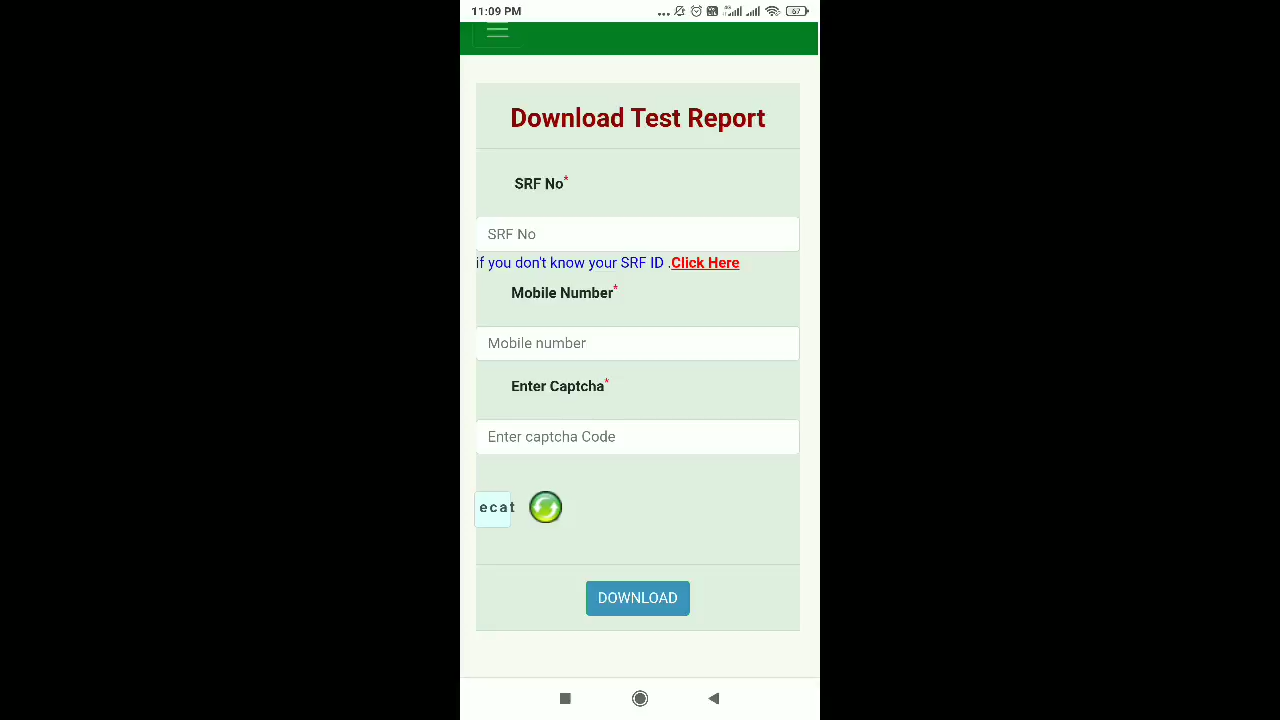 11:09 PM
67
Download Test Report
SRF No*
SRF No
if you don't know your SRF ID .Click Here
Mobile Number*
Mobile number
Enter Captcha*
Enter captcha Code
ecat
DOWNLOAD